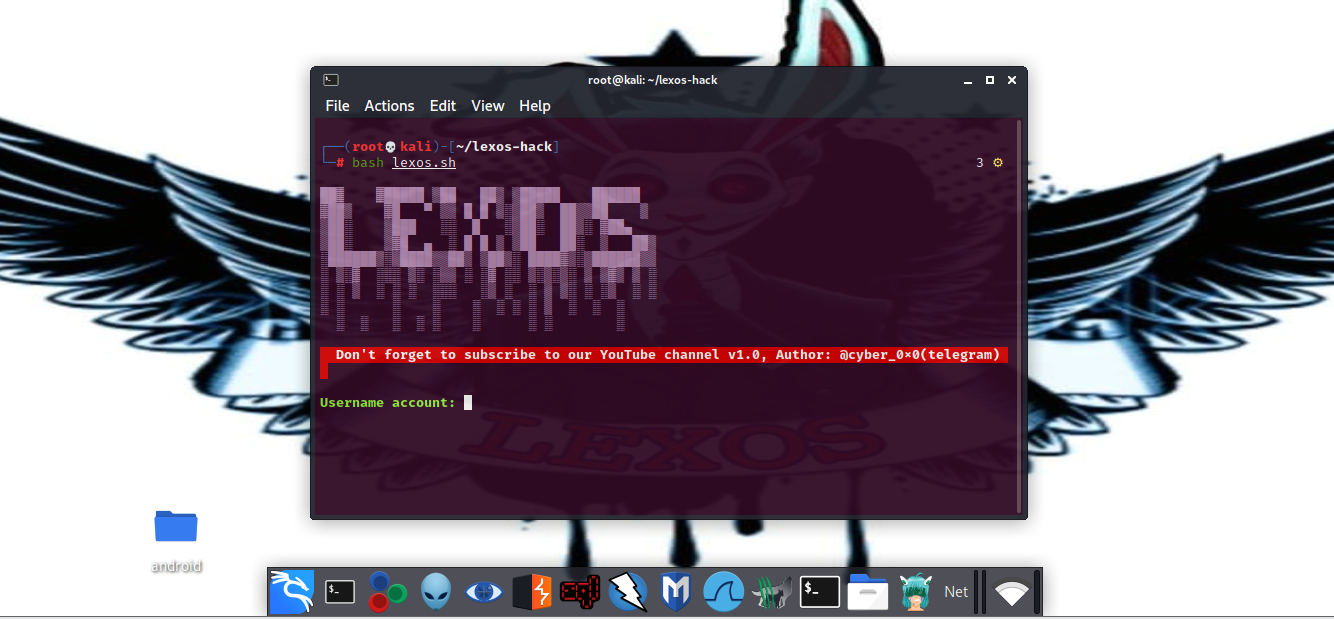 root@kali: ~/lexos-hack
File Actions Edit View Help
(root💀kali)-[~/lexos-hack]
# bash lexos.sh
3
LEXOS
Don't forget to subscribe to our YouTube channel v1.0, Author: @cyber_0×0(telegram)
Username account:
LEXOS
android
Net